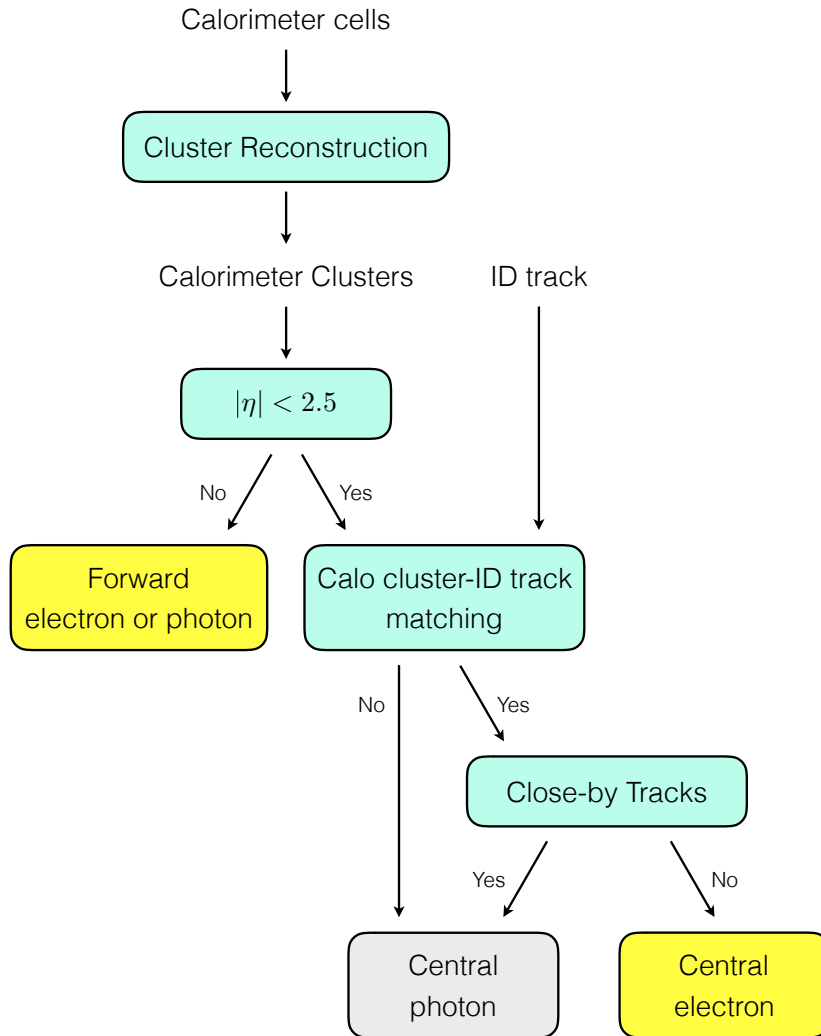 Calorimeter cells
Cluster Reconstruction
Calorimeter Clusters
ID track
|η| < 2.5
No
Yes
Forward
electron or photon
Calo cluster-ID track
matching
No
Yes
Close-by Tracks
Yes
No
Central
photon
Central
electron